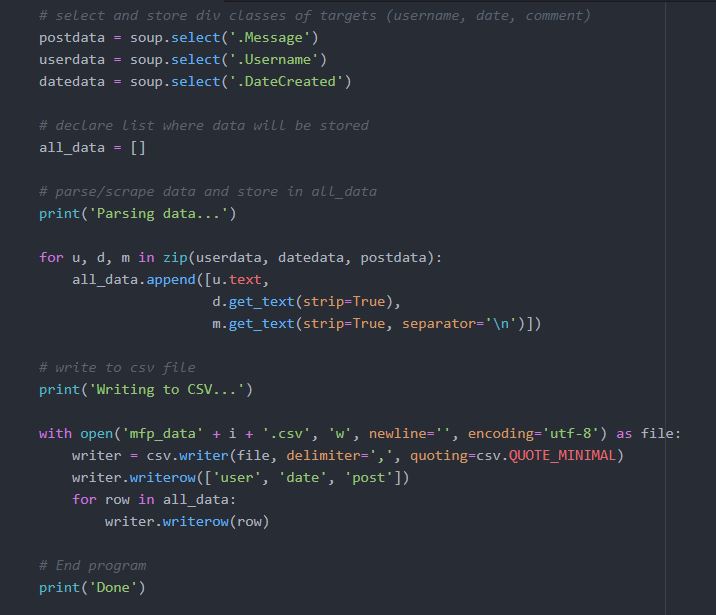 # select and store div classes of targets (username, date, comment)
postdata = soup.select('.Message')
userdata = soup.select('.Username')
datedata = soup.select('.DateCreated')

# declare list where data will be stored
all_data = []

# parse/scrape data and store in all_data
print('Parsing data...')

for u, d, m in zip(userdata, datedata, postdata):
    all_data.append([u.text,
                     d.get_text(strip=True),
                     m.get_text(strip=True, separator='\n')])

# write to csv file
print('Writing to CSV...')

with open('mfp_data' + i + '.csv', 'w', newline='', encoding='utf-8') as file:
    writer = csv.writer(file, delimiter=',', quoting=csv.QUOTE_MINIMAL)
    writer.writerow(['user', 'date', 'post'])
    for row in all_data:
        writer.writerow(row)

# End program
print('Done')